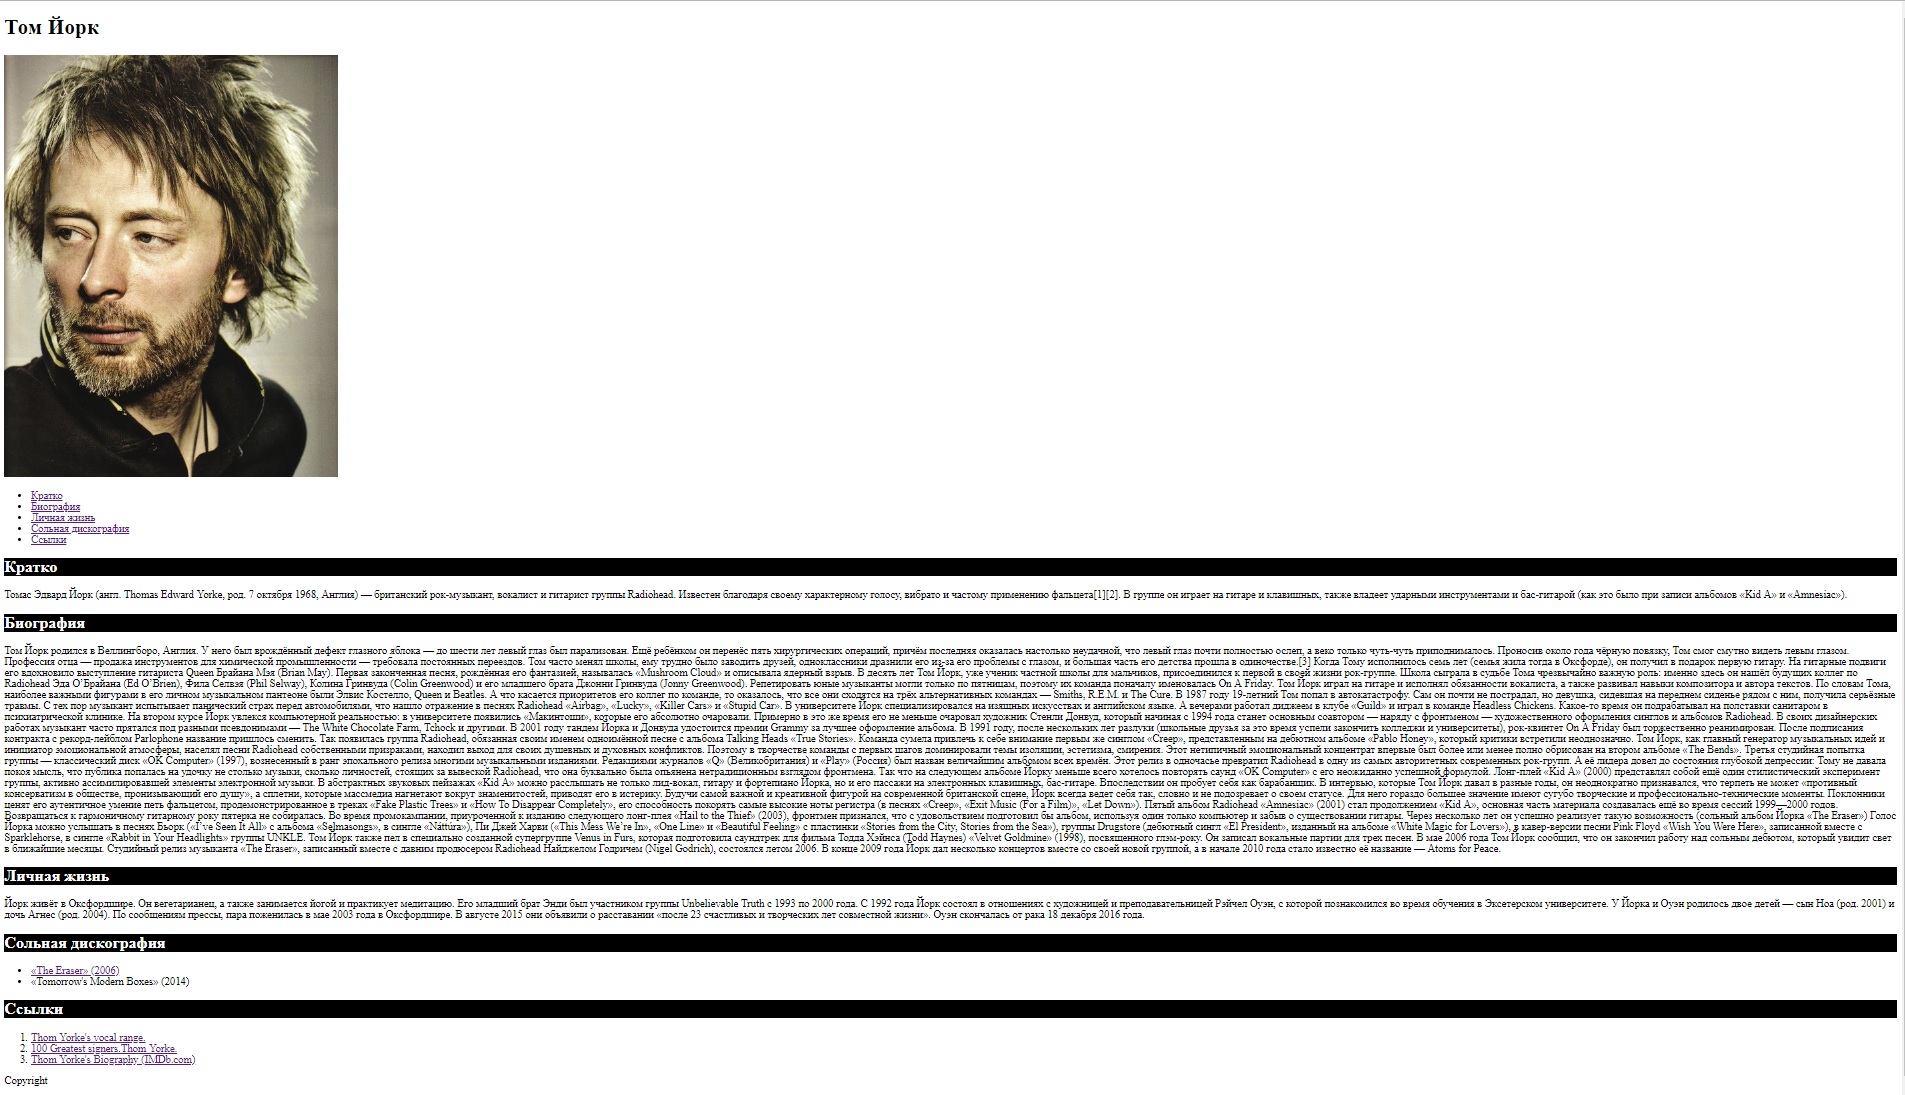 Том Йорк
Кратко
Биография
Личная жизнь
Сольная дискография
Ссылки
Кратко
Томас Эдвард Йорк (англ. Thomas Edward Yorke, род. 7 октября 1968, Англия) — британский рок-музыкант, вокалист и гитарист группы Radiohead. Известен благодаря своему характерному голосу, вибрато и частому применению фальцета[1][2]. В группе он играет на гитаре и клавишных, также владеет ударными инструментами и бас-гитарой (как это было при записи альбомов «Kid A» и «Amnesiac»).
Биография
Том Йорк родился в Веллингборо, Англия. У него был врождённый дефект глазного яблока — до шести лет левый глаз был парализован. Ещё ребёнком он перенёс пять хирургических операций, причём последняя оказалась настолько неудачной, что левый глаз почти полностью ослеп, а веко только чуть-чуть приподнималось. Проносив около года чёрную повязку, Том смог смутно видеть левым глазом.
Профессия отца — продажа инструментов для химической промышленности — требовала постоянных переездов. Том часто менял школы, ему трудно было заводить друзей, одноклассники дразнили его из-за его проблемы с глазом, и большая часть его детства прошла в одиночестве.[3] Когда Тому исполнилось семь лет (семья жила тогда в Оксфорде), он получил в подарок первую гитару. На гитарные подвиги
его вдохновило выступление гитариста Queen Брайана Мэя (Brian May). Первая законченная песня, рождённая его фантазией, называлась «Mushroom Cloud» и описывала ядерный взрыв. В десять лет Том Йорк, уже ученик частной школы для мальчиков, присоединился к первой в своей жизни рок-группе. Школа сыграла в судьбе Тома чрезвычайно важную роль: именно здесь он нашёл будущих коллег по
Radiohead Эда О’Брайана (Ed O’Brien), Фила Селвэя (Phil Selway), Колина Гринвуда (Colin Greenwood) и его младшего брата Джонни Гринвуда (Jonny Greenwood). Репетировать юные музыканты могли только по пятницам, поэтому их команда поначалу именовалась On A Friday. Том Йорк играл на гитаре и исполнял обязанности вокалиста, а также развивал навыки композитора и автора текстов. По словам Тома,
наиболее важными фигурами в его личном музыкальном пантеоне были Элвис Костелло, Queen и Beatles. А что касается приоритетов его коллег по команде, то оказалось, что все они сходятся на трёх альтернативных командах — Smiths, R.E.M. и The Cure. В 1987 году 19-летний Том попал в автокатастрофу. Сам он почти не пострадал, но девушка, сидевшая на переднем сиденье рядом с ним, получила серьёзные
травмы. С тех пор музыкант испытывает панический страх перед автомобилями, что нашло отражение в песнях Radiohead «Airbag», «Lucky», «Killer Cars» и «Stupid Car». В университете Йорк специализировался на изящных искусствах и английском языке. А вечерами работал диджеем в клубе «Guild» и играл в команде Headless Chickens. Какое-то время он подрабатывал на полставки санитаром в
психиатрической клинике. На втором курсе Йорк увлекся компьютерной реальностью: в университете появились «Макинтоши», которые его абсолютно очаровали. Примерно в это же время его не меньше очаровал художник Стенли Донвуд, который начиная с 1994 года станет основным соавтором — наряду с фронтменом — художественного оформления синглов и альбомов Radiohead. В своих дизайнерских
работах музыкант часто прятался под разными псевдонимами — The White Chocolate Farm, Tchock и другими. В 2001 году тандем Йорка и Донвуда удостоится премии Grammy за лучшее оформление альбома. В 1991 году, после нескольких лет разлуки (школьные друзья за это время успели закончить колледжи и университеты), рок-квинтет On A Friday был торжественно реанимирован. После подписания
контракта с рекорд-лейблом Parlophone название пришлось сменить. Так появилась группа Radiohead, обязанная своим именем одноимённой песне с альбома Talking Heads «True Stories». Команда сумела привлечь к себе внимание первым же синглом «Creep», представленным на дебютном альбоме «Pablo Honey», который критики встретили неоднозначно. Том Йорк, как главный генератор музыкальных идей и
инициатор эмоциональной атмосферы, населял песни Radiohead собственными призраками, находил выход для своих душевных и духовных конфликтов. Поэтому в творчестве команды с первых шагов доминировали темы изоляции, эстетизма, смирения. Этот нетипичный эмоциональный концентрат впервые был более или менее полно обрисован на втором альбоме «The Bends». Третья студийная попытка
группы — классический диск «OK Computer» (1997), вознесенный в ранг эпохального релиза многими музыкальными изданиями. Редакциями журналов «Q» (Великобритания) и «Play» (Россия) был назван величайшим альбомом всех времён. Этот релиз в одночасье превратил Radiohead в одну из самых авторитетных современных рок-групп. А её лидера довел до состояния глубокой депрессии: Тому не давала
покоя мысль, что публика попалась на удочку не столько музыки, сколько личностей, стоящих за вывеской Radiohead, что она буквально была опьянена нетрадиционным взглядом фронтмена. Так что на следующем альбоме Йорку меньше всего хотелось повторять саунд «OK Computer» с его неожиданно успешной формулой. Лонг-плей «Kid A» (2000) представлял собой ещё один стилистический эксперимент
группы, активно ассимилировавшей элементы электронной музыки. В абстрактных звуковых пейзажах «Kid A» можно расслышать не только лид-вокал, гитару и фортепиано Йорка, но и его пассажи на электронных клавишных, бас-гитаре. Впоследствии он пробует себя как барабанщик. В интервью, которые Том Йорк давал в разные годы, он неоднократно признавался, что терпеть не может «противный
консерватизм в обществе, пронизывающий его душу», а сплетни, которые массмедиа нагнетают вокруг знаменитостей, приводят его в истерику. Будучи самой важной и креативной фигурой на современной британской сцене, Йорк всегда ведет себя так, словно и не подозревает о своем статусе. Для него гораздо большее значение имеют сугубо творческие и профессионально-технические моменты. Поклонники
ценят его аутентичное умение петь фальцетом, продемонстрированное в треках «Fake Plastic Trees» и «How To Disappear Completely», его способность покорять самые высокие ноты регистра (в песнях «Creep», «Exit Music (For a Film)», «Let Down»). Пятый альбом Radiohead «Amnesiac» (2001) стал продолжением «Kid A», основная часть материала создавалась ещё во время сессий 1999—2000 годов.
Возвращаться к гармоничному гитарному року пятерка не собиралась. Во время промокампании, приуроченной к изданию следующего лонг-плея «Hail to the Thief» (2003), фронтмен признался, что с удовольствием подготовил бы альбом, используя один только компьютер и забыв о существовании гитары. Через несколько лет он успешно реализует такую возможность (сольный альбом Йорка «The Eraser») Голос
Йорка можно услышать в песнях Бьорк («I’ve Seen It All» с альбома «Selmasongs», в сингле «Náttúra»), Пи Джей Харви («This Mess We’re In», «One Line» и «Beautiful Feeling» с пластинки «Stories from the City, Stories from the Sea»), группы Drugstore (дебютный сингл «El President», изданный на альбоме «White Magic for Lovers»), в кавер-версии песни Pink Floyd «Wish You Were Here», записанной вместе с
Sparklehorse, в сингле «Rabbit in Your Headlights» группы UNKLE. Том Йорк также пел в специально созданной супергруппе Venus in Furs, которая подготовила саундтрек для фильма Тодда Хэйнса (Todd Haynes) «Velvet Goldmine» (1998), посвященного глэм-року. Он записал вокальные партии для трех песен. В мае 2006 года Том Йорк сообщил, что он закончил работу над сольным дебютом, который увидит свет
в ближайшие месяцы. Студийный релиз музыканта «The Eraser», записанный вместе с давним продюсером Radiohead Найджелом Годричем (Nigel Godrich), состоялся летом 2006. В конце 2009 года Йорк дал несколько концертов вместе со своей новой группой, а в начале 2010 года стало известно её название — Atoms for Peace.
Личная жизнь
Йорк живёт в Оксфордшире. Он вегетарианец, а также занимается йогой и практикует медитацию. Его младший брат Энди был участником группы Unbelievable Truth с 1993 по 2000 года. С 1992 года Йорк состоял в отношениях с художницей и преподавательницей Рэйчел Оуэн, с которой познакомился во время обучения в Эксетерском университете. У Йорка и Оуэн родилось двое детей — сын Ноа (род. 2001) и
дочь Агнес (род. 2004). По сообщениям прессы, пара поженилась в мае 2003 года в Оксфордшире. В августе 2015 они объявили о расставании «после 23 счастливых и творческих лет совместной жизни». Оуэн скончалась от рака 18 декабря 2016 года.
Сольная дискография
«The Eraser» (2006)
«Tomorrow's Modern Boxes» (2014)
Ссылки
1. Thom Yorke's vocal range.
2. 100 Greatest signers.Thom Yorke.
3. Thom Yorke's Biography (IMDb.com)
Copyright